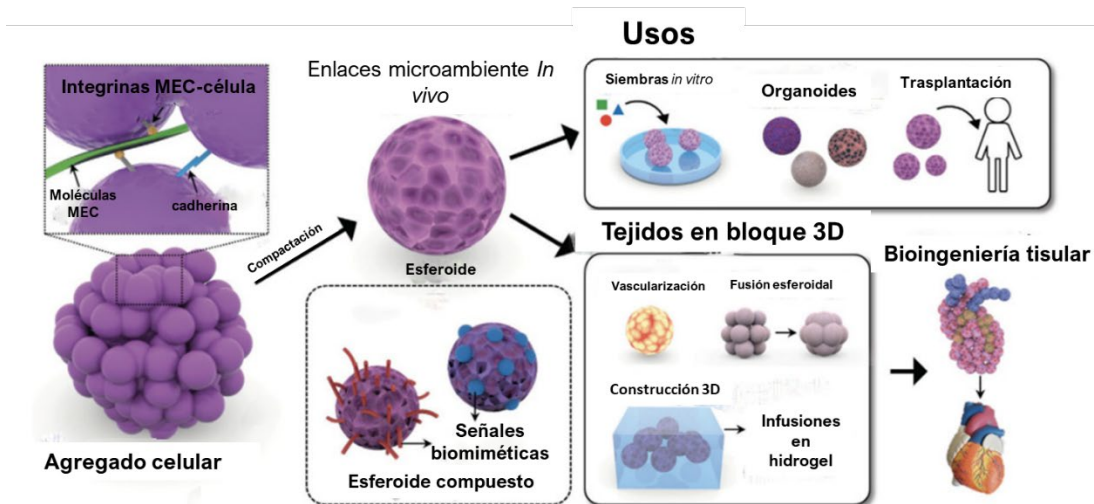 Integrinas MEC-célula
Moléculas
MEC
cadherina
Agregado celular
Compactación
Enlaces microambiente In
vivo
Esferoide
Señales
biomiméticas
Esferoide compuesto
Usos
Siembras in vitro
Organoides
Trasplantación
Tejidos en bloque 3D
Vascularización
Fusión esferoidal
Construcción 3D
Infusiones en
hidrogel
Bioingeniería tisular